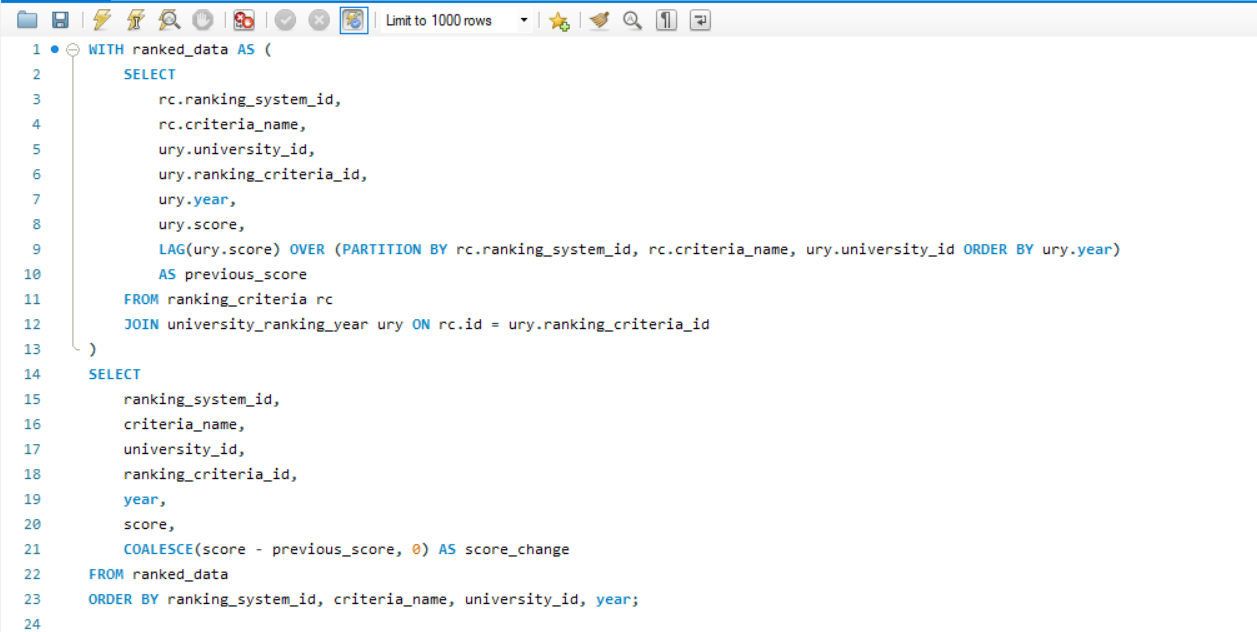 Limit to 1000 rows
1 WITH ranked_data AS (
2 SELECT
3 rc.ranking_system_id,
4 rc.criteria_name,
5 ury.university_id,
6 ury.ranking_criteria_id,
7 ury.year,
8 ury.score,
9 LAG(ury.score) OVER (PARTITION BY rc.ranking_system_id, rc.criteria_name, ury.university_id ORDER BY ury.year)
10 AS previous_score
11 FROM ranking_criteria rc
12 JOIN university_ranking_year ury ON rc.id = ury.ranking_criteria_id
13 )
14 SELECT
15 ranking_system_id,
16 criteria_name,
17 university_id,
18 ranking_criteria_id,
19 year,
20 score,
21 COALESCE(score - previous_score, 0) AS score_change
22 FROM ranked_data
23 ORDER BY ranking_system_id, criteria_name, university_id, year;
24